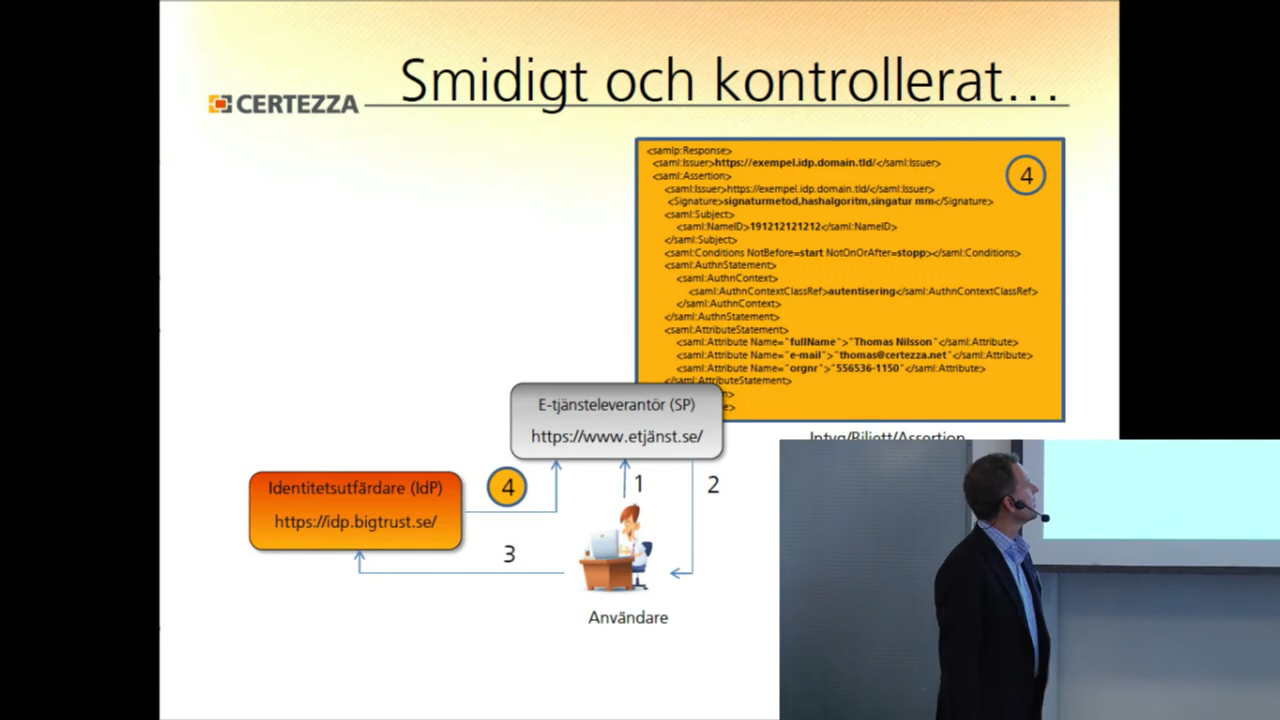 Smidigt och kontrollerat...
CERTEZZA
<samlp:Response>
<saml:Issuer>https://exempel.idp.domain.tld/</saml:Issuer>
<saml:Assertion>
<saml:Issuer>https://exempel.idp.domain.tld/</saml:Issuer>
<Signature>signaturmetod,hashalgoritm,singatur mm</Signature>
<saml:Subject>
<saml:NameID>191212121212</saml:NameID>
</saml:Subject>
<saml:Conditions NotBefore=start NotOnOrAfter=stopp></saml:Conditions>
<saml:AuthnStatement>
<saml:AuthnContext>
<saml:AuthnContextClassRef>autentisering</saml:AuthnContextClassRef>
</saml:AuthnContext>
</saml:AuthnStatement>
<saml:AttributeStatement>
<saml:Attribute Name="fullName">"Thomas Nilsson"</saml:Attribute>
<saml:Attribute Name="e-mail">"thomas@certezza.net"</saml:Attribute>
<saml:Attribute Name="orgnr">"556536-1150"</saml:Attribute>
</saml:AttributeStatement>
4
Intyg/Biljett/Assertion
E-tjänsteleverantör (SP)
https://www.etjänst.se/
Identitetsutfärdare (IdP)
https://idp.bigtrust.se/
4
1
2
3
Användare